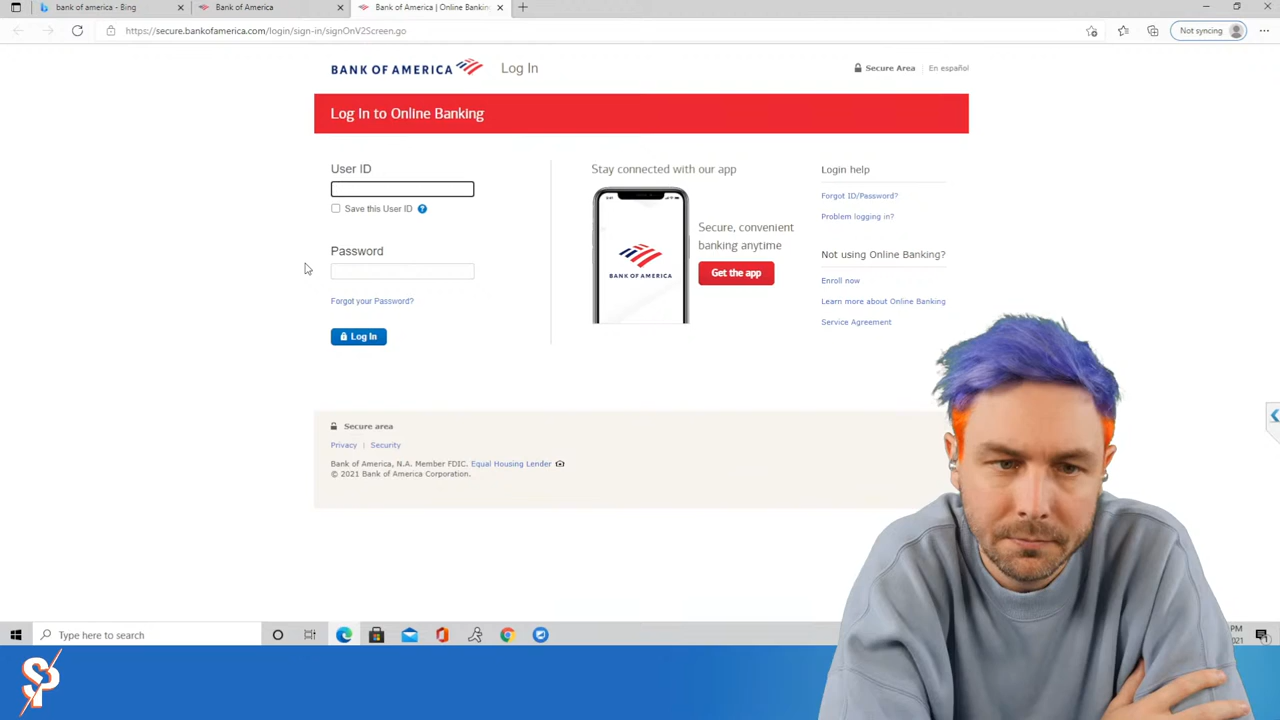 bank of america - Bing
Bank of America
Bank of America | Online Bankin
https://secure.bankofamerica.com/login/sign-in/signOnV2Screen.go
Not syncing
BANK OF AMERICA
Log In
Secure Area
En español
Log In to Online Banking
User ID
Save this User ID ?
Password
Forgot your Password?
Log In
Stay connected with our app
BANK OF AMERICA
Secure, convenient
banking anytime
Get the app
Login help
Forgot ID/Password?
Problem logging in?
Not using Online Banking?
Enroll now
Learn more about Online Banking
Service Agreement
Secure area
Privacy | Security
Bank of America, N.A. Member FDIC. Equal Housing Lender
© 2021 Bank of America Corporation.
Type here to search
PM
2021
SP